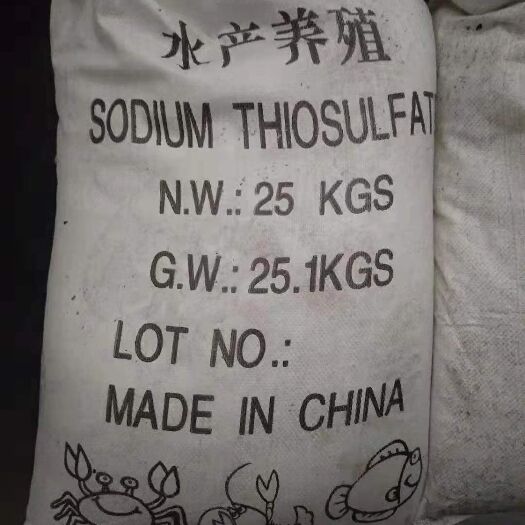 水产养殖
SODIUM THIOSULFAT
N.W.: 25 KGS
G.W.: 25.1KGS
LOT NO.:
MADE IN CHINA